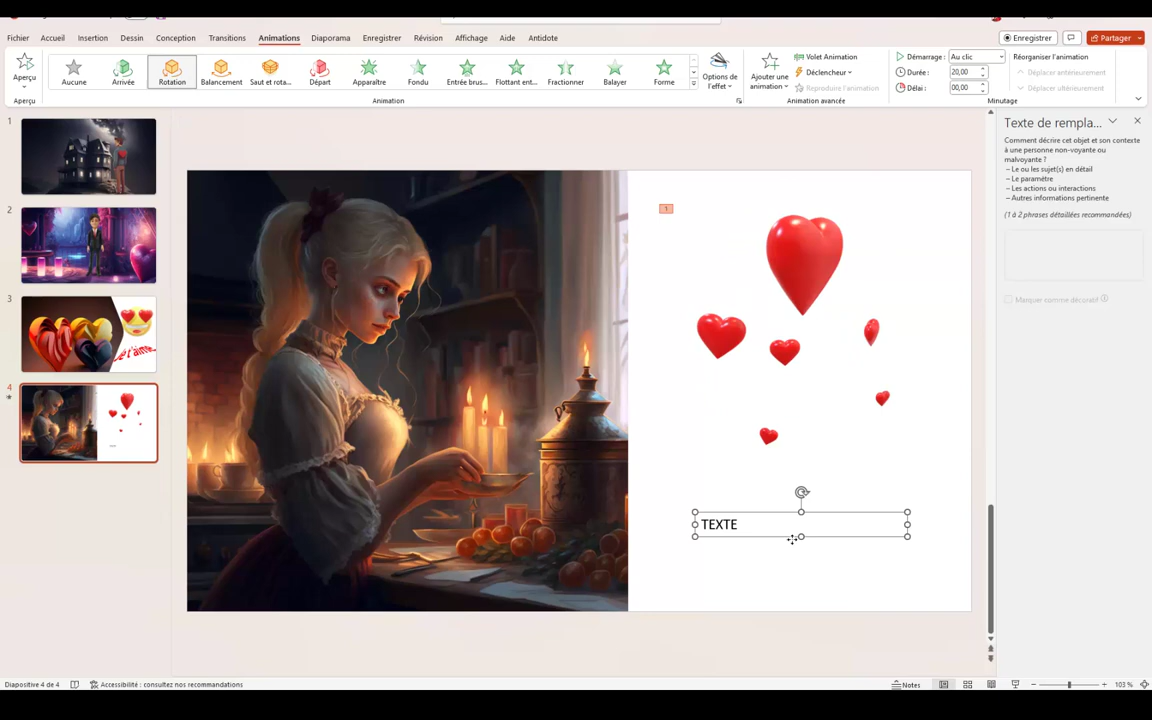 Fichier Accueil Insertion Dessin Conception Transitions Animations Diaporama Enregistrer Révision Affichage Aide Antidote
Enregistrer
Partager
Aperçu
Aucune Arrivée Rotation Balancement Saut et rota... Départ Apparaître Fondu Entrée brus... Flottant ent... Fractionner Balayer Forme
Options de
l'effet
Ajouter une
animation
Volet Animation
Déclencheur
Reproduire l'animation
Démarrage : Au clic
Durée : 20,00
Délai : 00,00
Réorganiser l'animation
Déplacer antérieurement
Déplacer ultérieurement
Aperçu
Animation
Animation avancée
Minutage
1
2
3
je t'aime
4
1
TEXTE
Texte de rempla...
Comment décrire cet objet et son contexte
à une personne non-voyante ou
malvoyante ?
– Le ou les sujet(s) en détail
– Le paramètre
– Les actions ou interactions
– Autres informations pertinente
(1 à 2 phrases détaillées recommandées)
Marquer comme décoratif
Diapositive 4 de 4
Accessibilité : consultez nos recommandations
Notes
103 %